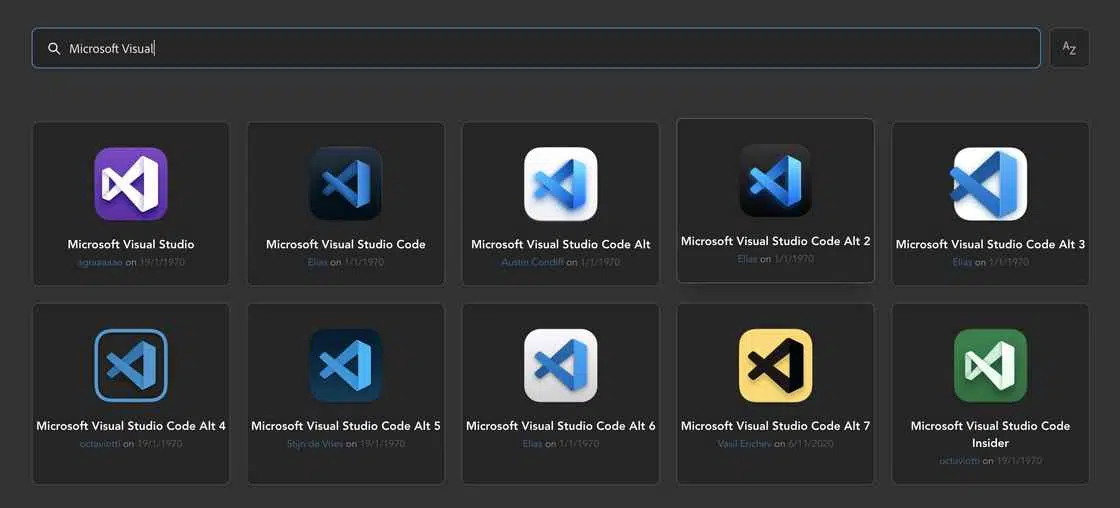 Microsoft Visual
AZ
Microsoft Visual Studio
Microsoft Visual Studio Code
Microsoft Visual Studio Code Alt
Microsoft Visual Studio Code Alt 2
Microsoft Visual Studio Code Alt 3
on 19/1/1970
Elias on 1/1/1970
Austin Condiff on 1/1/1970
Elias on 1/1/1970
Elias on 1/1/1970
Microsoft Visual Studio Code Alt 4
Microsoft Visual Studio Code Alt 5
Microsoft Visual Studio Code Alt 6
Microsoft Visual Studio Code Alt 7
Microsoft Visual Studio Code
Insider
octaviotti on 19/1/1970
Stijn de Vries on 19/1/1970
Elias on 1/1/1970
Vasil Enchev on 6/11/2020
octaviotti on 19/1/1970